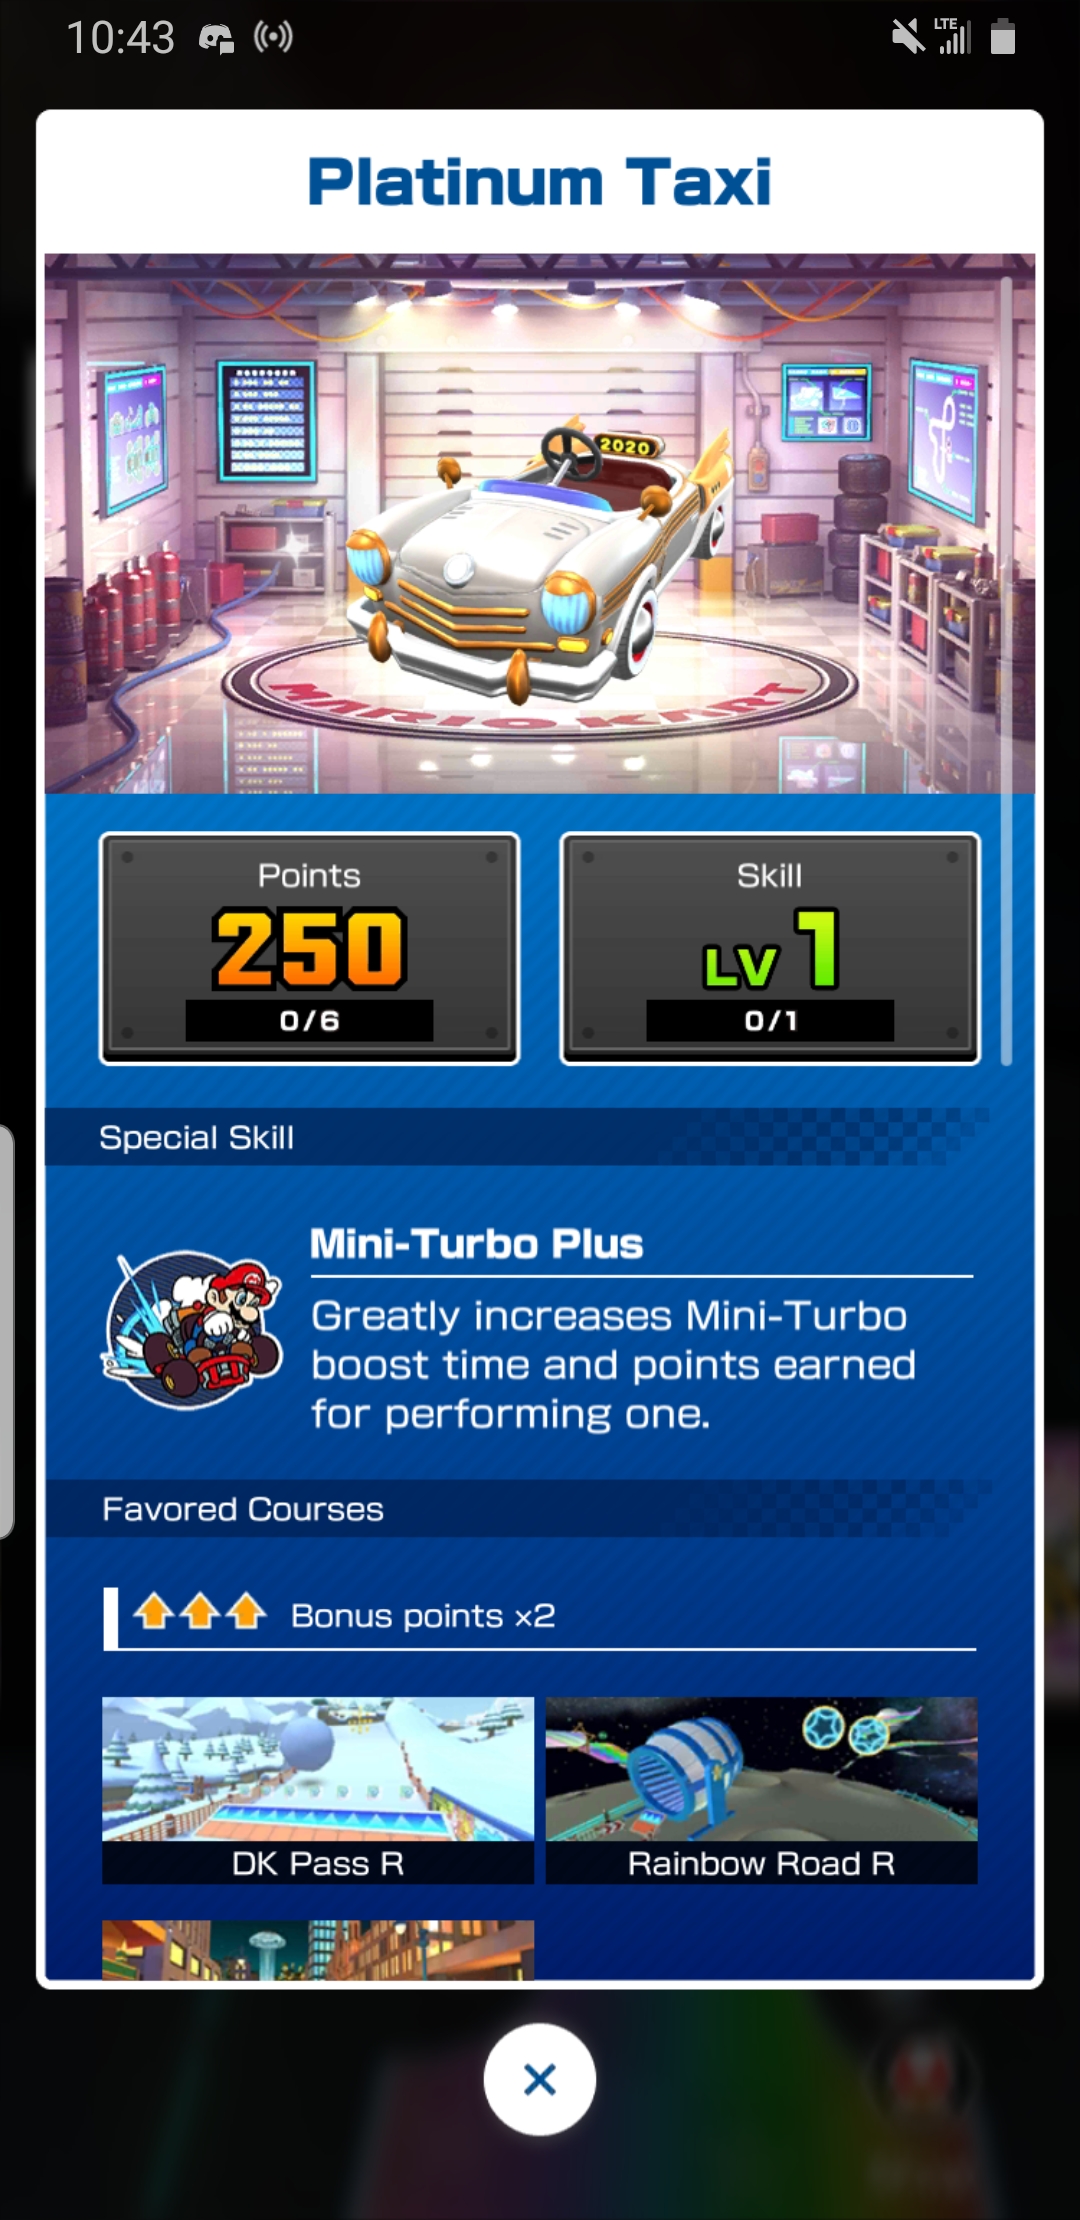 10:43
LTE
Platinum Taxi
2020
MARIO KART
Points
250
0/6
Skill
LV 1
0/1
Special Skill
Mini-Turbo Plus
Greatly increases Mini-Turbo
boost time and points earned
for performing one.
Favored Courses
Bonus points ×2
DK Pass R
Rainbow Road R